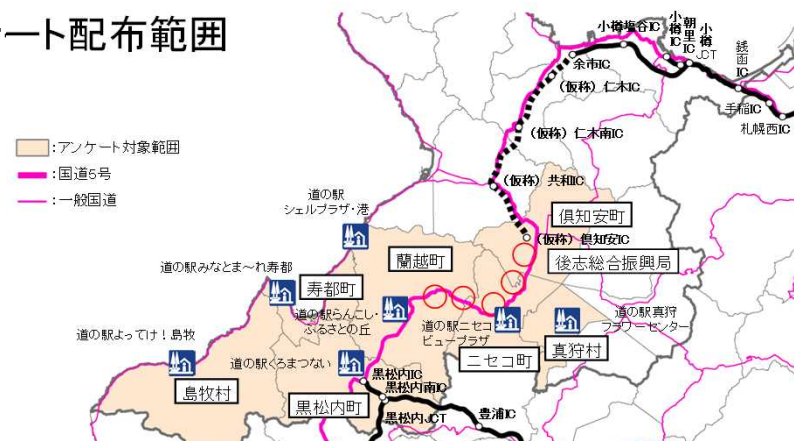 ート配布範囲
:アンケート対象範囲
:国道5号
:一般国道
小樽塩谷IC
小樽IC
朝里IC
小樽JCT
銭函IC
手稲IC
札幌西IC
余市IC
(仮称)仁木IC
(仮称)仁木南IC
(仮称)共和IC
(仮称)倶知安IC
倶知安町
後志総合振興局
道の駅
シェルプラザ・港
蘭越町
道の駅みなとま~れ寿都
寿都町
道の駅らんこし・
ふるさとの丘
道の駅ニセコ
ビュープラザ
道の駅真狩
フラワーセンター
道の駅よってけ!島牧
道の駅くろまつない
ニセコ町
真狩村
島牧村
黒松内町
黒松内IC
黒松内南IC
黒松内JCT
豊浦IC